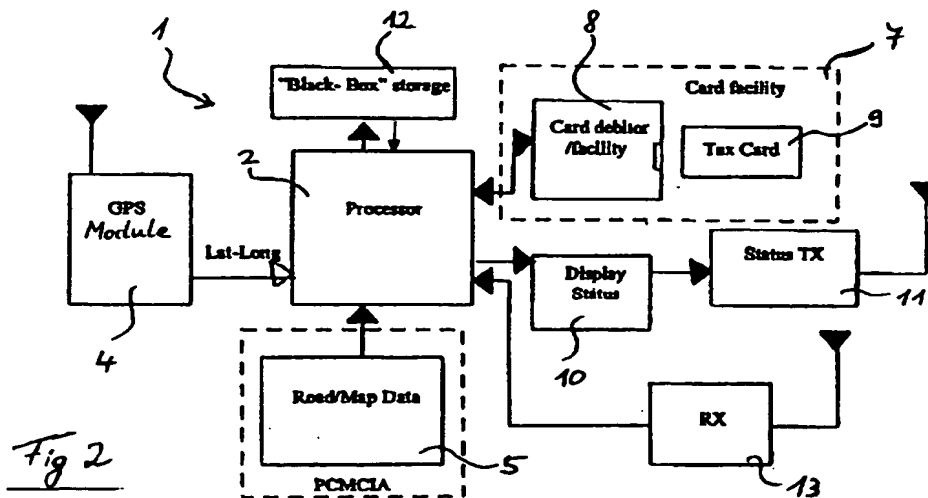 1
12
"Black-Box" storage
8
7
Card facility
Card debitor
/facility
9
Tax Card
2
Processor
GPS
Module
Lat-Long
4
Display
Status
10
Status TX
11
Road/Map Data
5
PCMCIA
RX
13
Fig 2